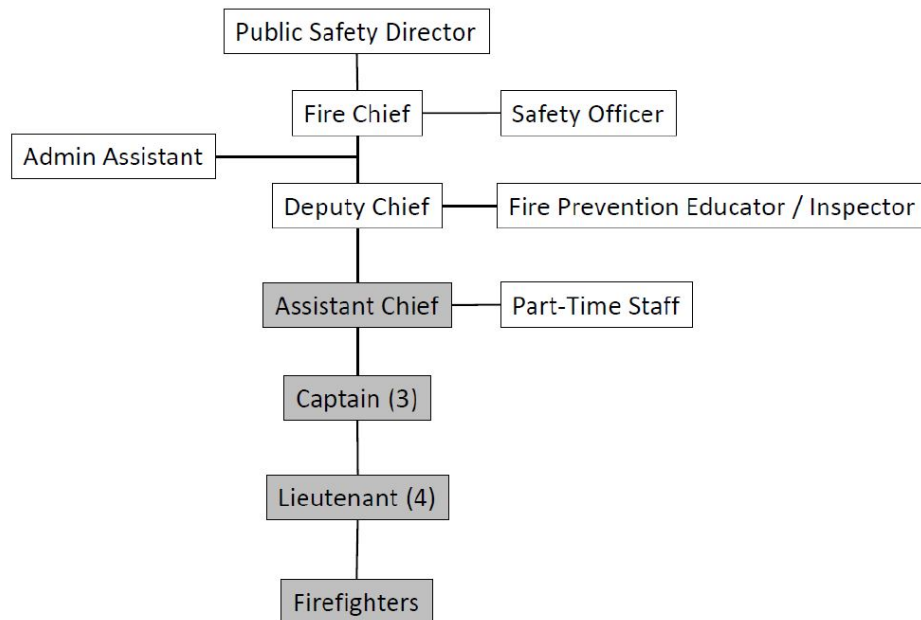 Public Safety Director
Fire Chief
Safety Officer
Admin Assistant
Deputy Chief
Fire Prevention Educator / Inspector
Assistant Chief
Part-Time Staff
Captain (3)
Lieutenant (4)
Firefighters